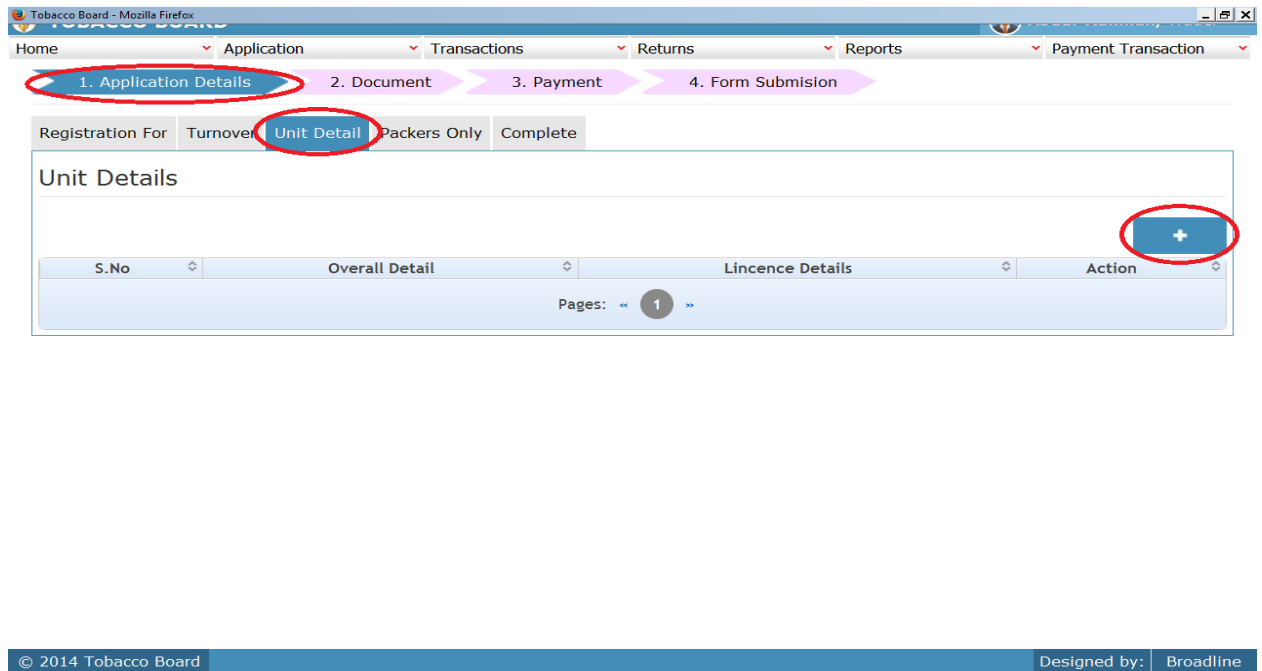 Tobacco Board - Mozilla Firefox
TOBACCO BOARD
Home Application Transactions Returns Reports Payment Transaction
1. Application Details 2. Document 3. Payment 4. Form Submision
Registration For Turnover Unit Detail Packers Only Complete
Unit Details
+
S.No Overall Detail Lincence Details Action
Pages: « 1 »
© 2014 Tobacco Board Designed by: Broadline